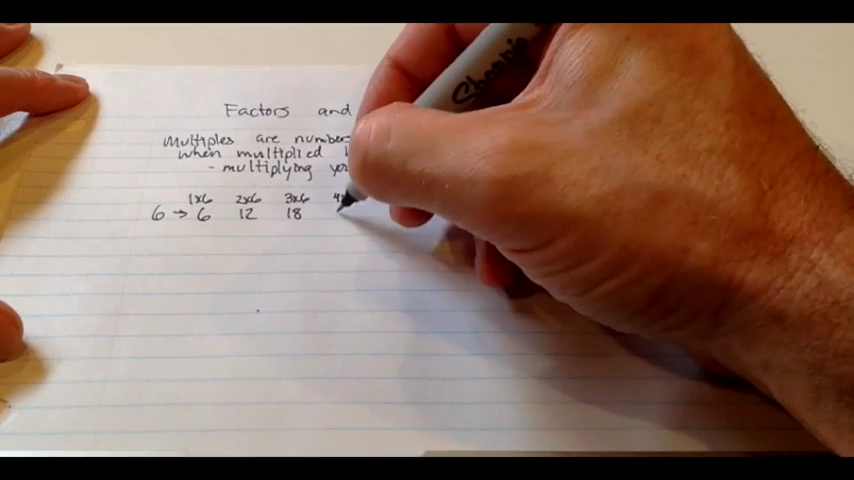 Factors and
Multiples are numbers
when multiplied
- multiplying
1x6 2x6 3x6
6 → 6 12 18
Sharpie